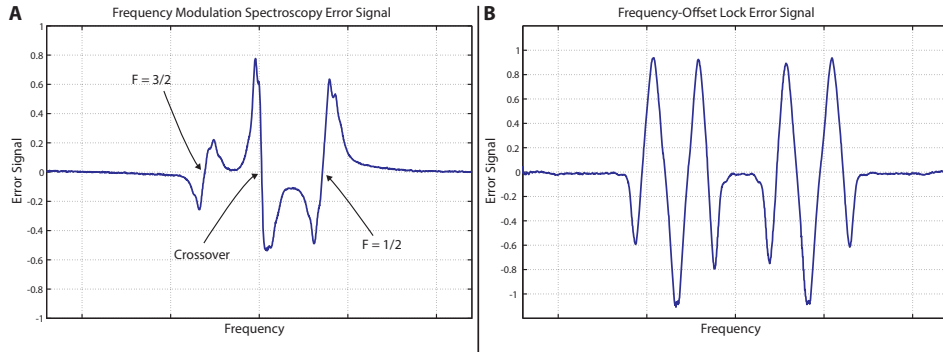 A
Frequency Modulation Spectroscopy Error Signal
1
0.8
0.6
0.4
0.2
0
-0.2
-0.4
-0.6
-0.8
-1
Error Signal
F = 3/2
Crossover
F = 1/2
Frequency
B
Frequency-Offset Lock Error Signal
1
0.8
0.6
0.4
0.2
0
-0.2
-0.4
-0.6
-0.8
-1
Error Signal
Frequency